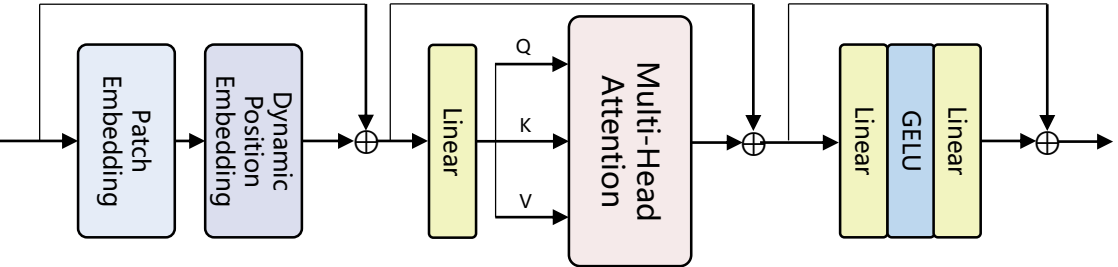 Patch
Embedding
Dynamic
Position
Embedding
Linear
Q
K
V
Multi-Head
Attention
Linear
GELU
Linear